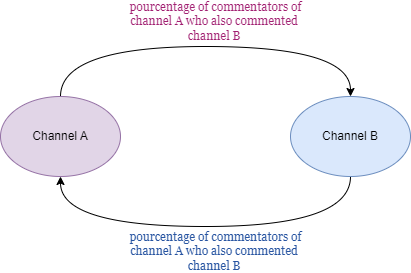 pourcentage of commentators of
channel A who also commented
channel B
Channel A
Channel B
pourcentage of commentators of
channel A who also commented
channel B